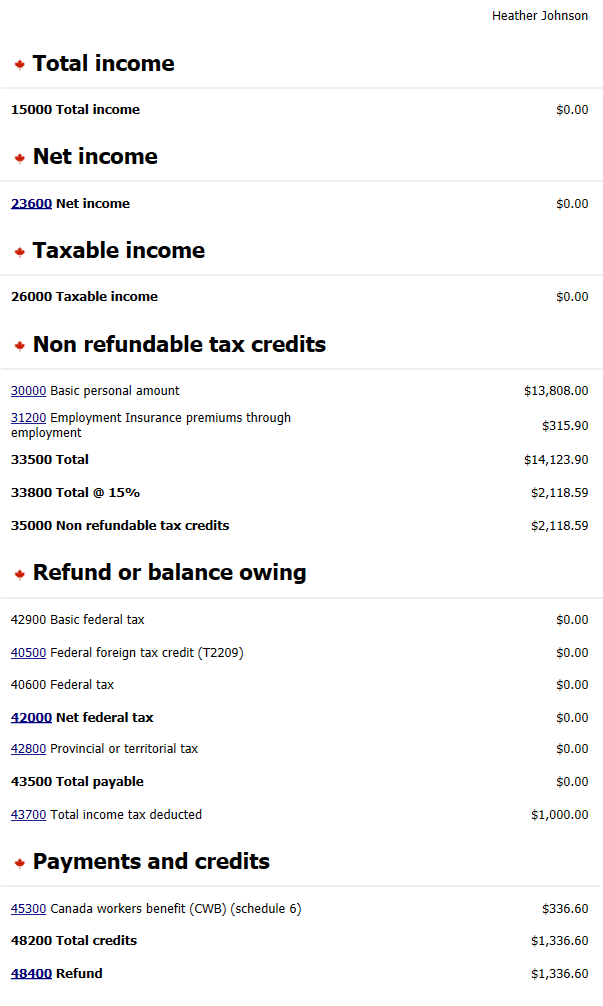 Heather Johnson
Total income
15000 Total income $0.00
Net income
23600 Net income $0.00
Taxable income
26000 Taxable income $0.00
Non refundable tax credits
30000 Basic personal amount $13,808.00
31200 Employment Insurance premiums through
employment $315.90
33500 Total $14,123.90
33800 Total @ 15% $2,118.59
35000 Non refundable tax credits $2,118.59
Refund or balance owing
42900 Basic federal tax $0.00
40500 Federal foreign tax credit (T2209) $0.00
40600 Federal tax $0.00
42000 Net federal tax $0.00
42800 Provincial or territorial tax $0.00
43500 Total payable $0.00
43700 Total income tax deducted $1,000.00
Payments and credits
45300 Canada workers benefit (CWB) (schedule 6) $336.60
48200 Total credits $1,336.60
48400 Refund $1,336.60